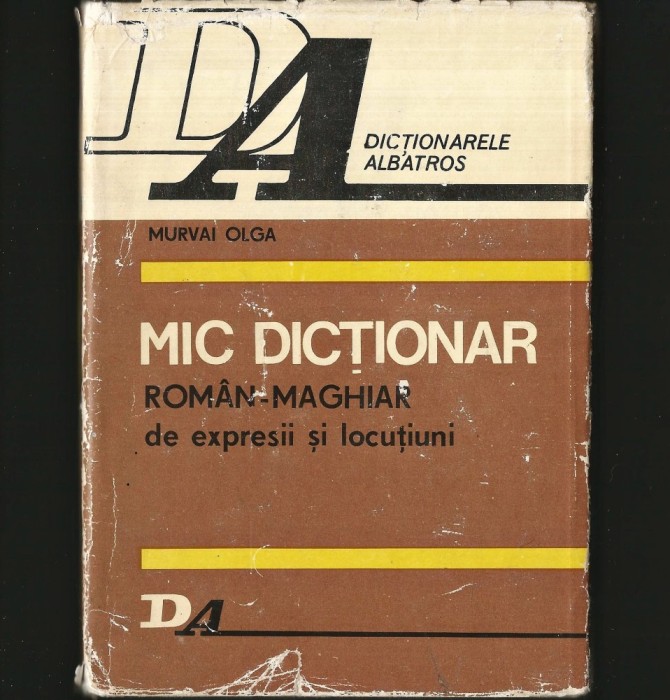 DA
DICȚIONARELE
ALBATROS
MURVAI OLGA
MIC DICȚIONAR
ROMÂN-MAGHIAR
de expresii și locuțiuni
DA